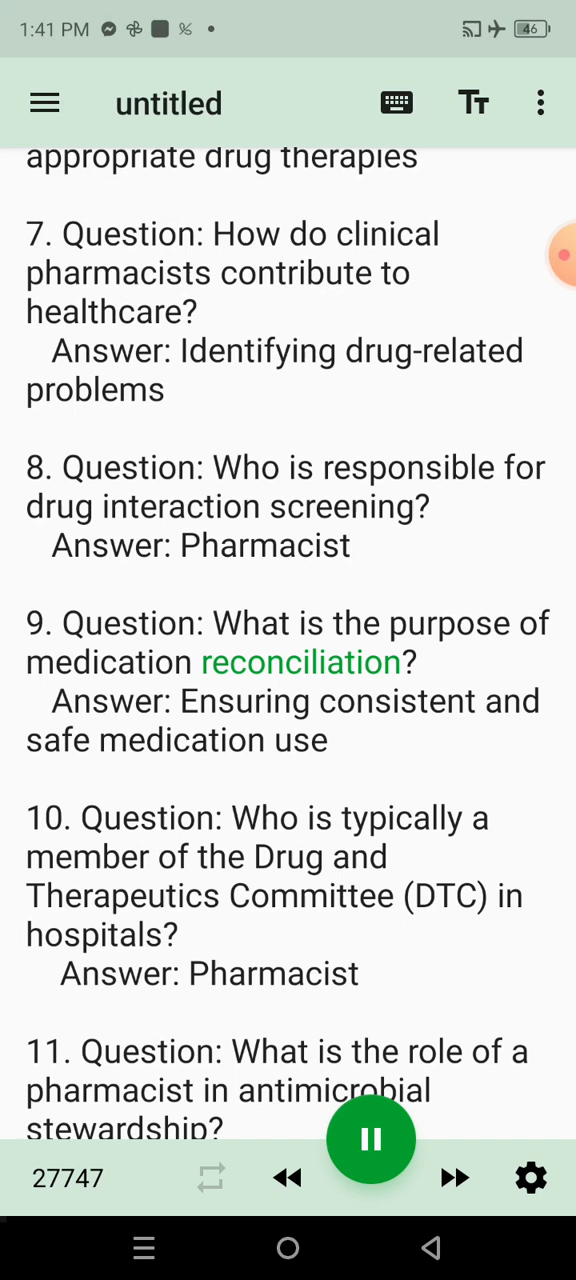 1:41 PM
46
untitled
appropriate drug therapies
7. Question: How do clinical
pharmacists contribute to
healthcare?
Answer: Identifying drug-related
problems
8. Question: Who is responsible for
drug interaction screening?
Answer: Pharmacist
9. Question: What is the purpose of
medication reconciliation?
Answer: Ensuring consistent and
safe medication use
10. Question: Who is typically a
member of the Drug and
Therapeutics Committee (DTC) in
hospitals?
Answer: Pharmacist
11. Question: What is the role of a
pharmacist in antimicrobial
stewardship?
27747